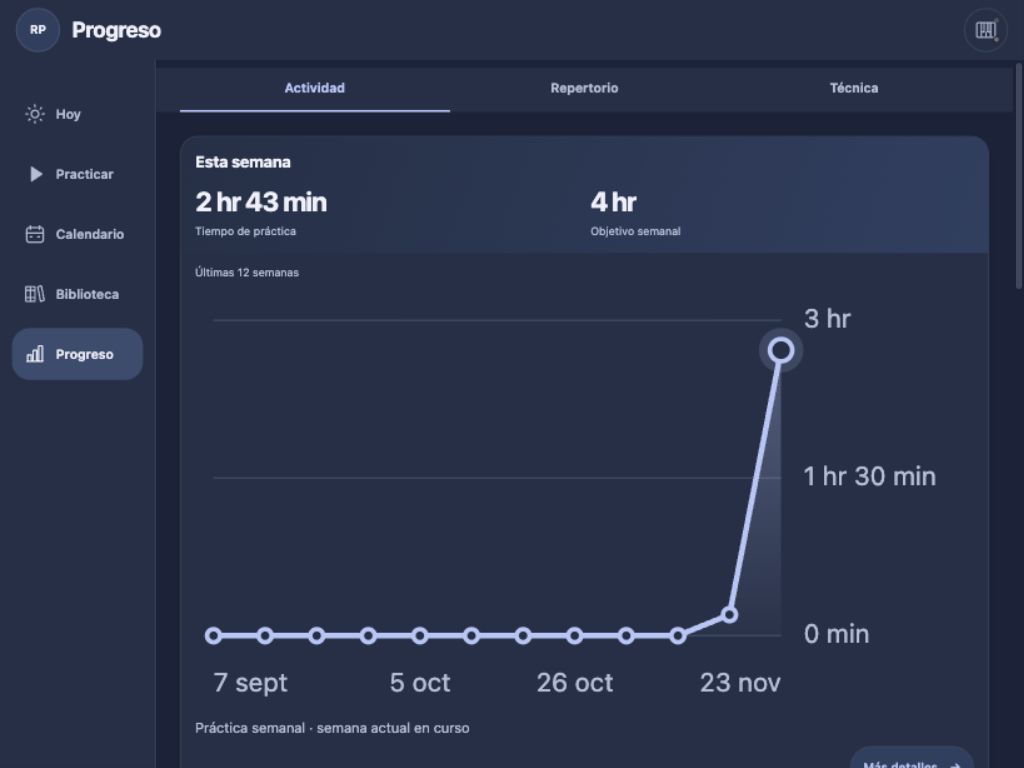 RP
Progreso
Hoy
Practicar
Calendario
Biblioteca
Progreso
Actividad
Repertorio
Técnica
Esta semana
2 hr 43 min
4 hr
Tiempo de práctica
Objetivo semanal
Últimas 12 semanas
3 hr
1 hr 30 min
0 min
7 sept
5 oct
26 oct
23 nov
Práctica semanal · semana actual en curso
Más detalles